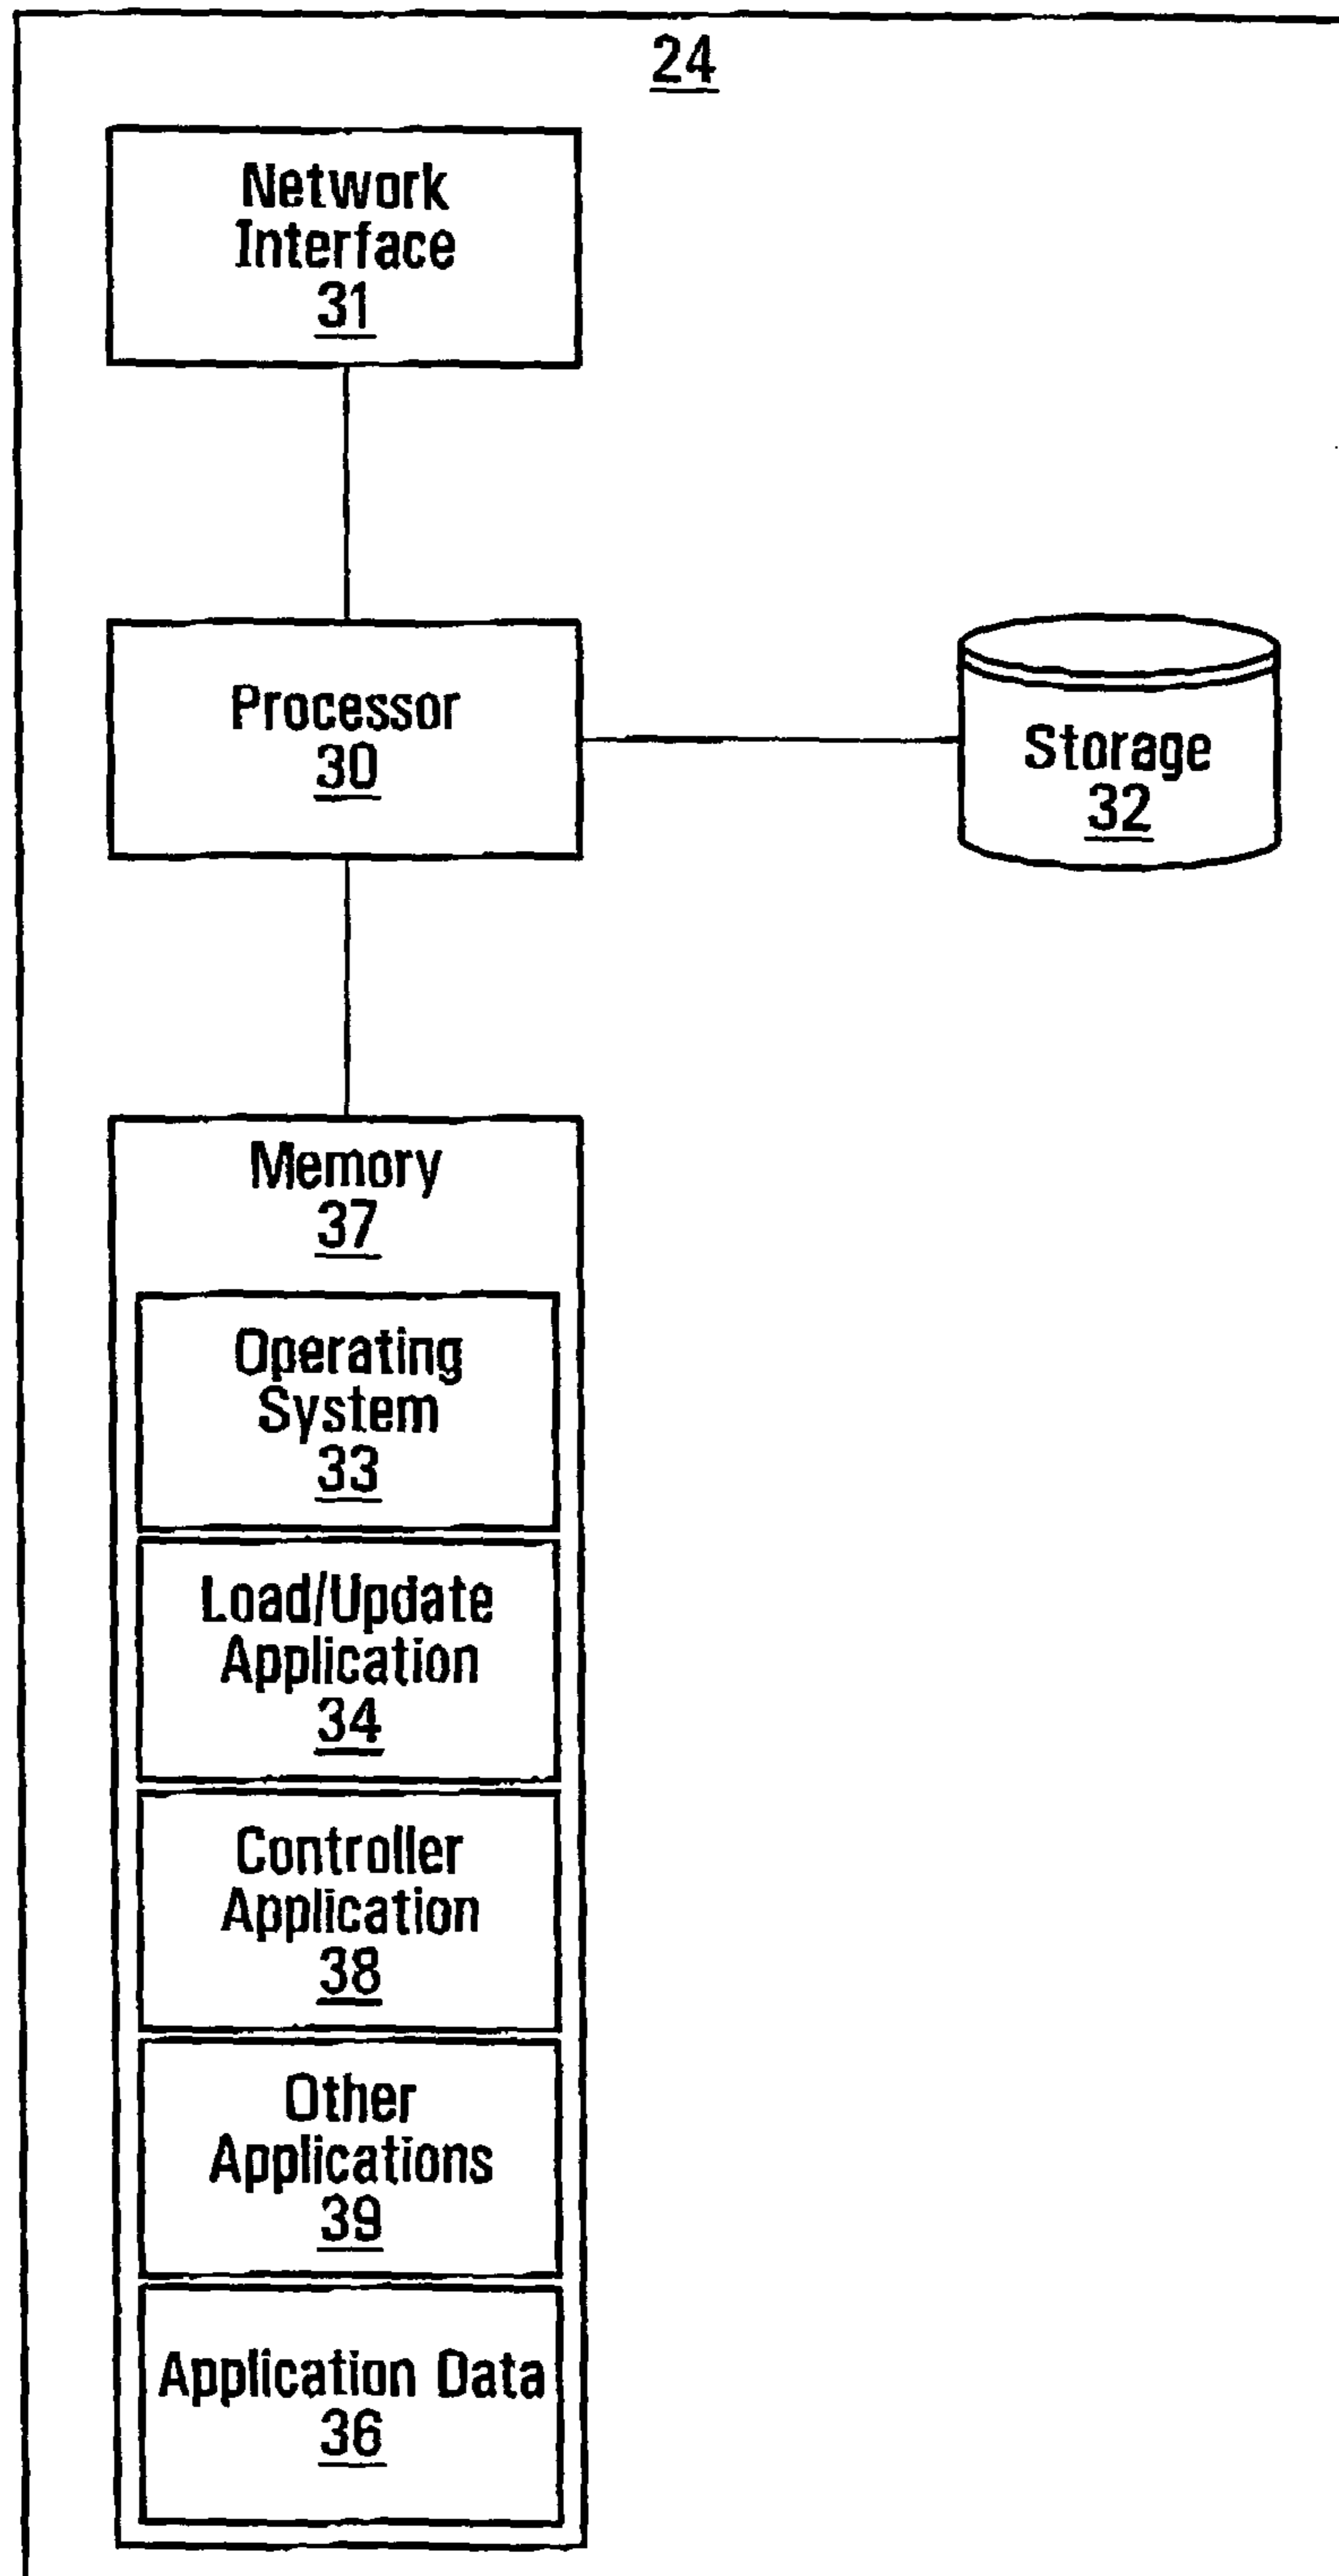 24
Network
Interface
31
Processor
30
Storage
32
Memory
37
Operating
System
33
Load/Update
Application
34
Controller
Application
38
Other
Applications
39
Application Data
36